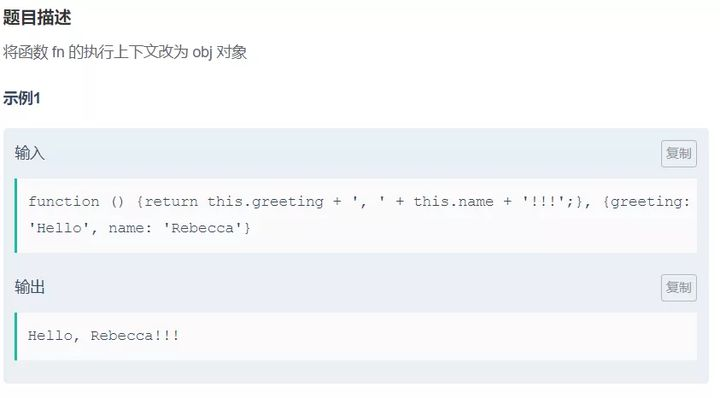 题目描述
将函数 fn 的执行上下文改为 obj 对象
示例1
输入
复制
function () {return this.greeting + ', ' + this.name + '!!!';}, {greeting:
'Hello', name: 'Rebecca'}
输出
复制
Hello, Rebecca!!!